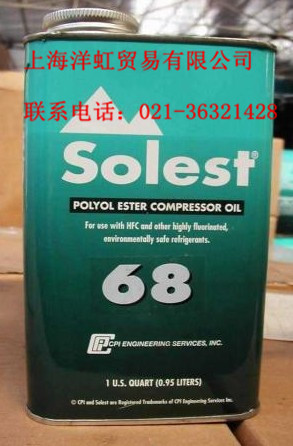 上海洋虹贸易有限公司
联系电话：021-36321428
Solest®
POLYOL ESTER COMPRESSOR OIL
For use with HFC and other highly fluorinated,
environmentally safe refrigerants.
68
CPI ENGINEERING SERVICES, INC.
1 U.S. QUART (0.95 LITERS)
© CPI and Solest are Registered Trademarks of CPI Engineering Services Inc.